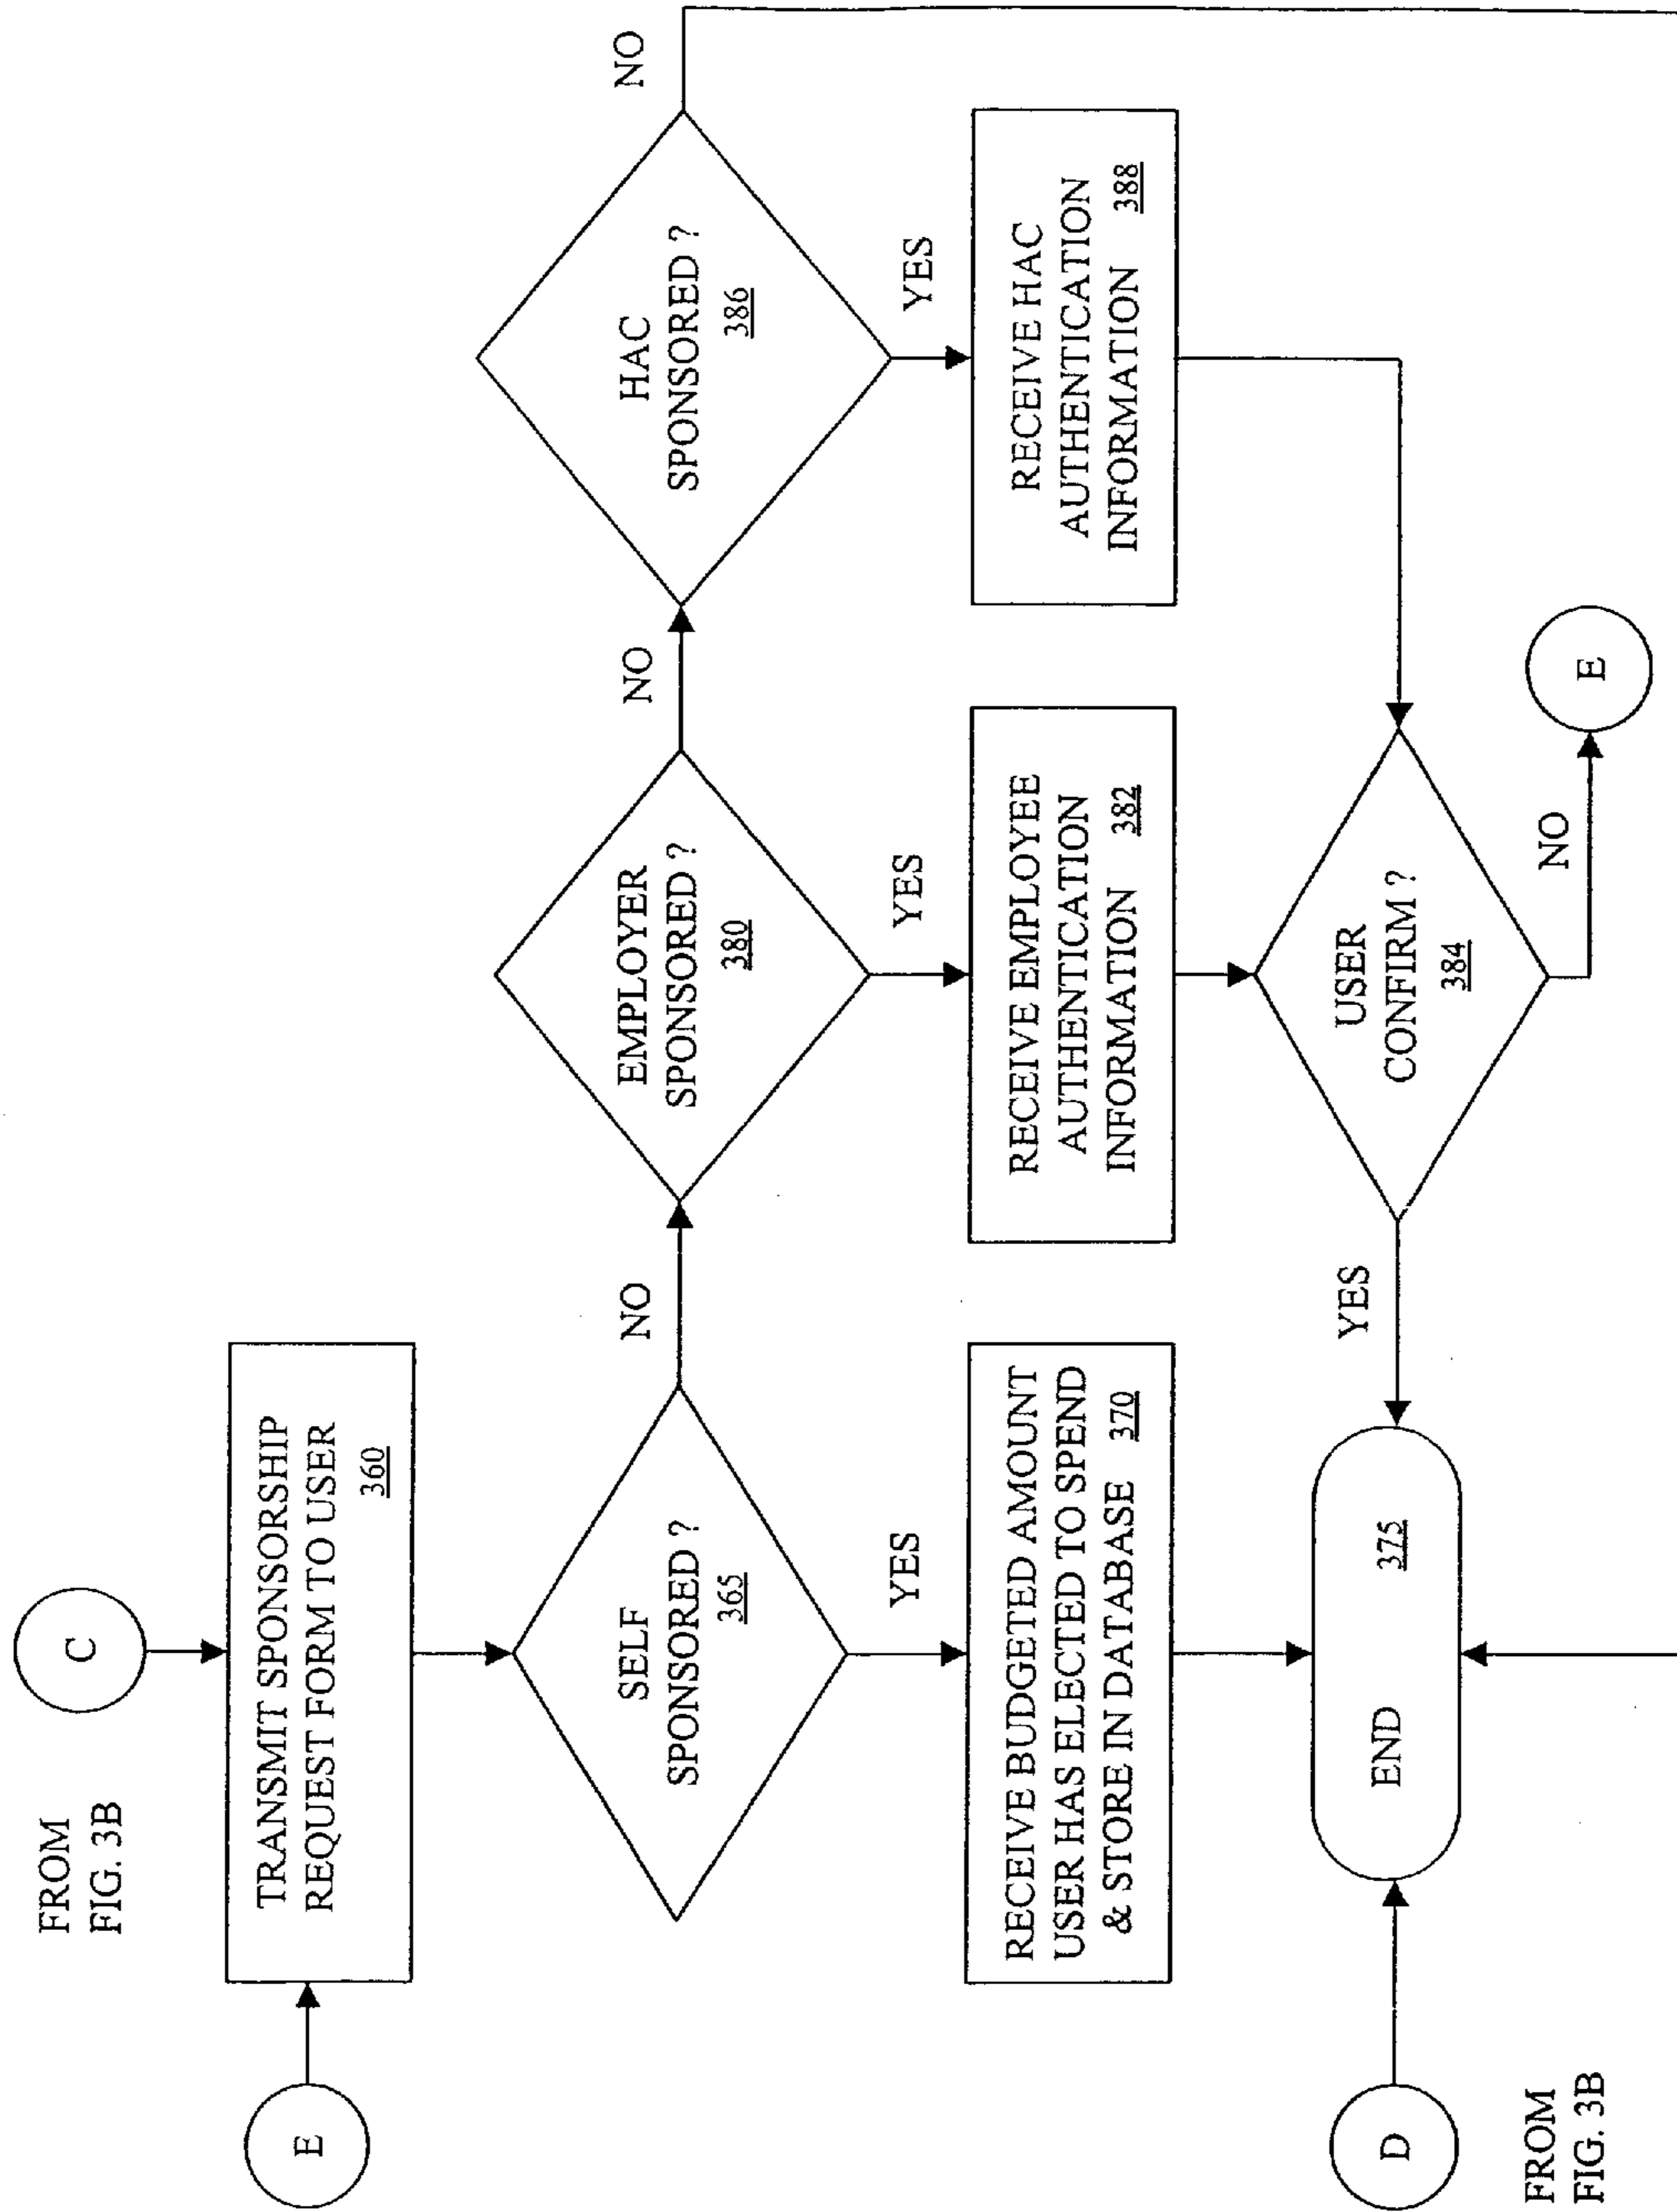 FROM
FIG. 3B
C
E
TRANSMIT SPONSORSHIP
REQUEST FORM TO USER
360
SELF
SPONSORED ?
365
NO
EMPLOYER
SPONSORED ?
380
NO
HAC
SPONSORED ?
386
NO
YES
YES
YES
RECEIVE BUDGETED AMOUNT
USER HAS ELECTED TO SPEND
& STORE IN DATABASE 370
RECEIVE EMPLOYEE
AUTHENTICATION
INFORMATION 382
RECEIVE HAC
AUTHENTICATION
INFORMATION 388
D
END 375
YES
USER
CONFIRM ?
384
NO
E
FROM
FIG. 3B